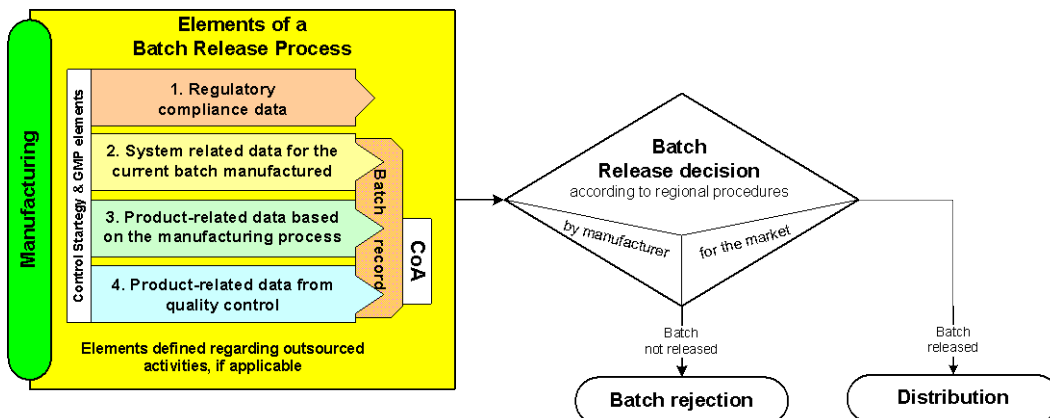 Manufacturing
Elements of a
Batch Release Process
Control Startegy & GMP elements
1. Regulatory
compliance data
2. System related data for the
current batch manufactured
3. Product-related data based
on the manufacturing process
4. Product-related data from
quality control
Batch record
CoA
Elements defined regarding outsourced
activities, if applicable
Batch
Release decision
according to regional procedures
by manufacturer
for the market
Batch
not released
Batch
released
Batch rejection
Distribution